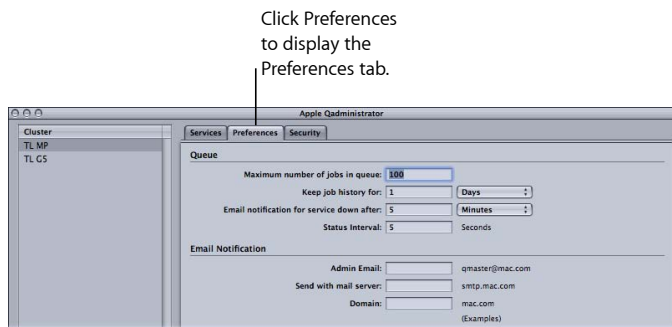 Click Preferences
to display the
Preferences tab.
Apple Qadministrator
Cluster
TL MP
TL G5
Services Preferences Security
Queue
Maximum number of jobs in queue: 100
Keep job history for: 1 Days
Email notification for service down after: 5 Minutes
Status Interval: 5 Seconds
Email Notification
Admin Email: qmaster@mac.com
Send with mail server: smtp.mac.com
Domain: mac.com
(Examples)